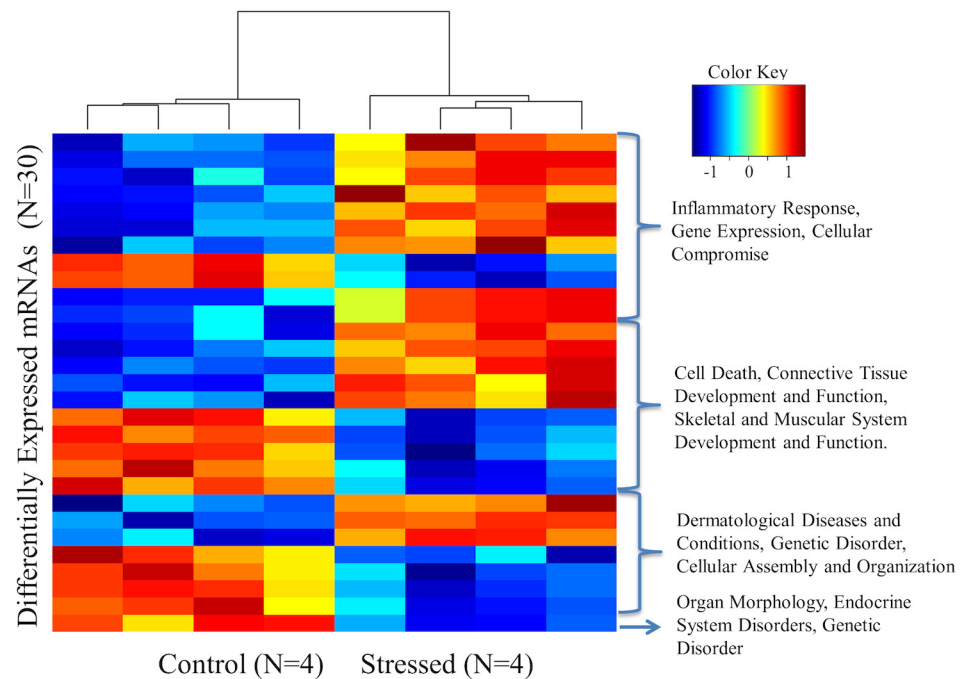 Color Key
-1 0 1
Differentially Expressed mRNAs (N=30)
Inflammatory Response,
Gene Expression, Cellular
Compromise
Cell Death, Connective Tissue
Development and Function,
Skeletal and Muscular System
Development and Function.
Dermatological Diseases and
Conditions, Genetic Disorder,
Cellular Assembly and Organization
Organ Morphology, Endocrine
System Disorders, Genetic
Disorder
Control (N=4) Stressed (N=4)